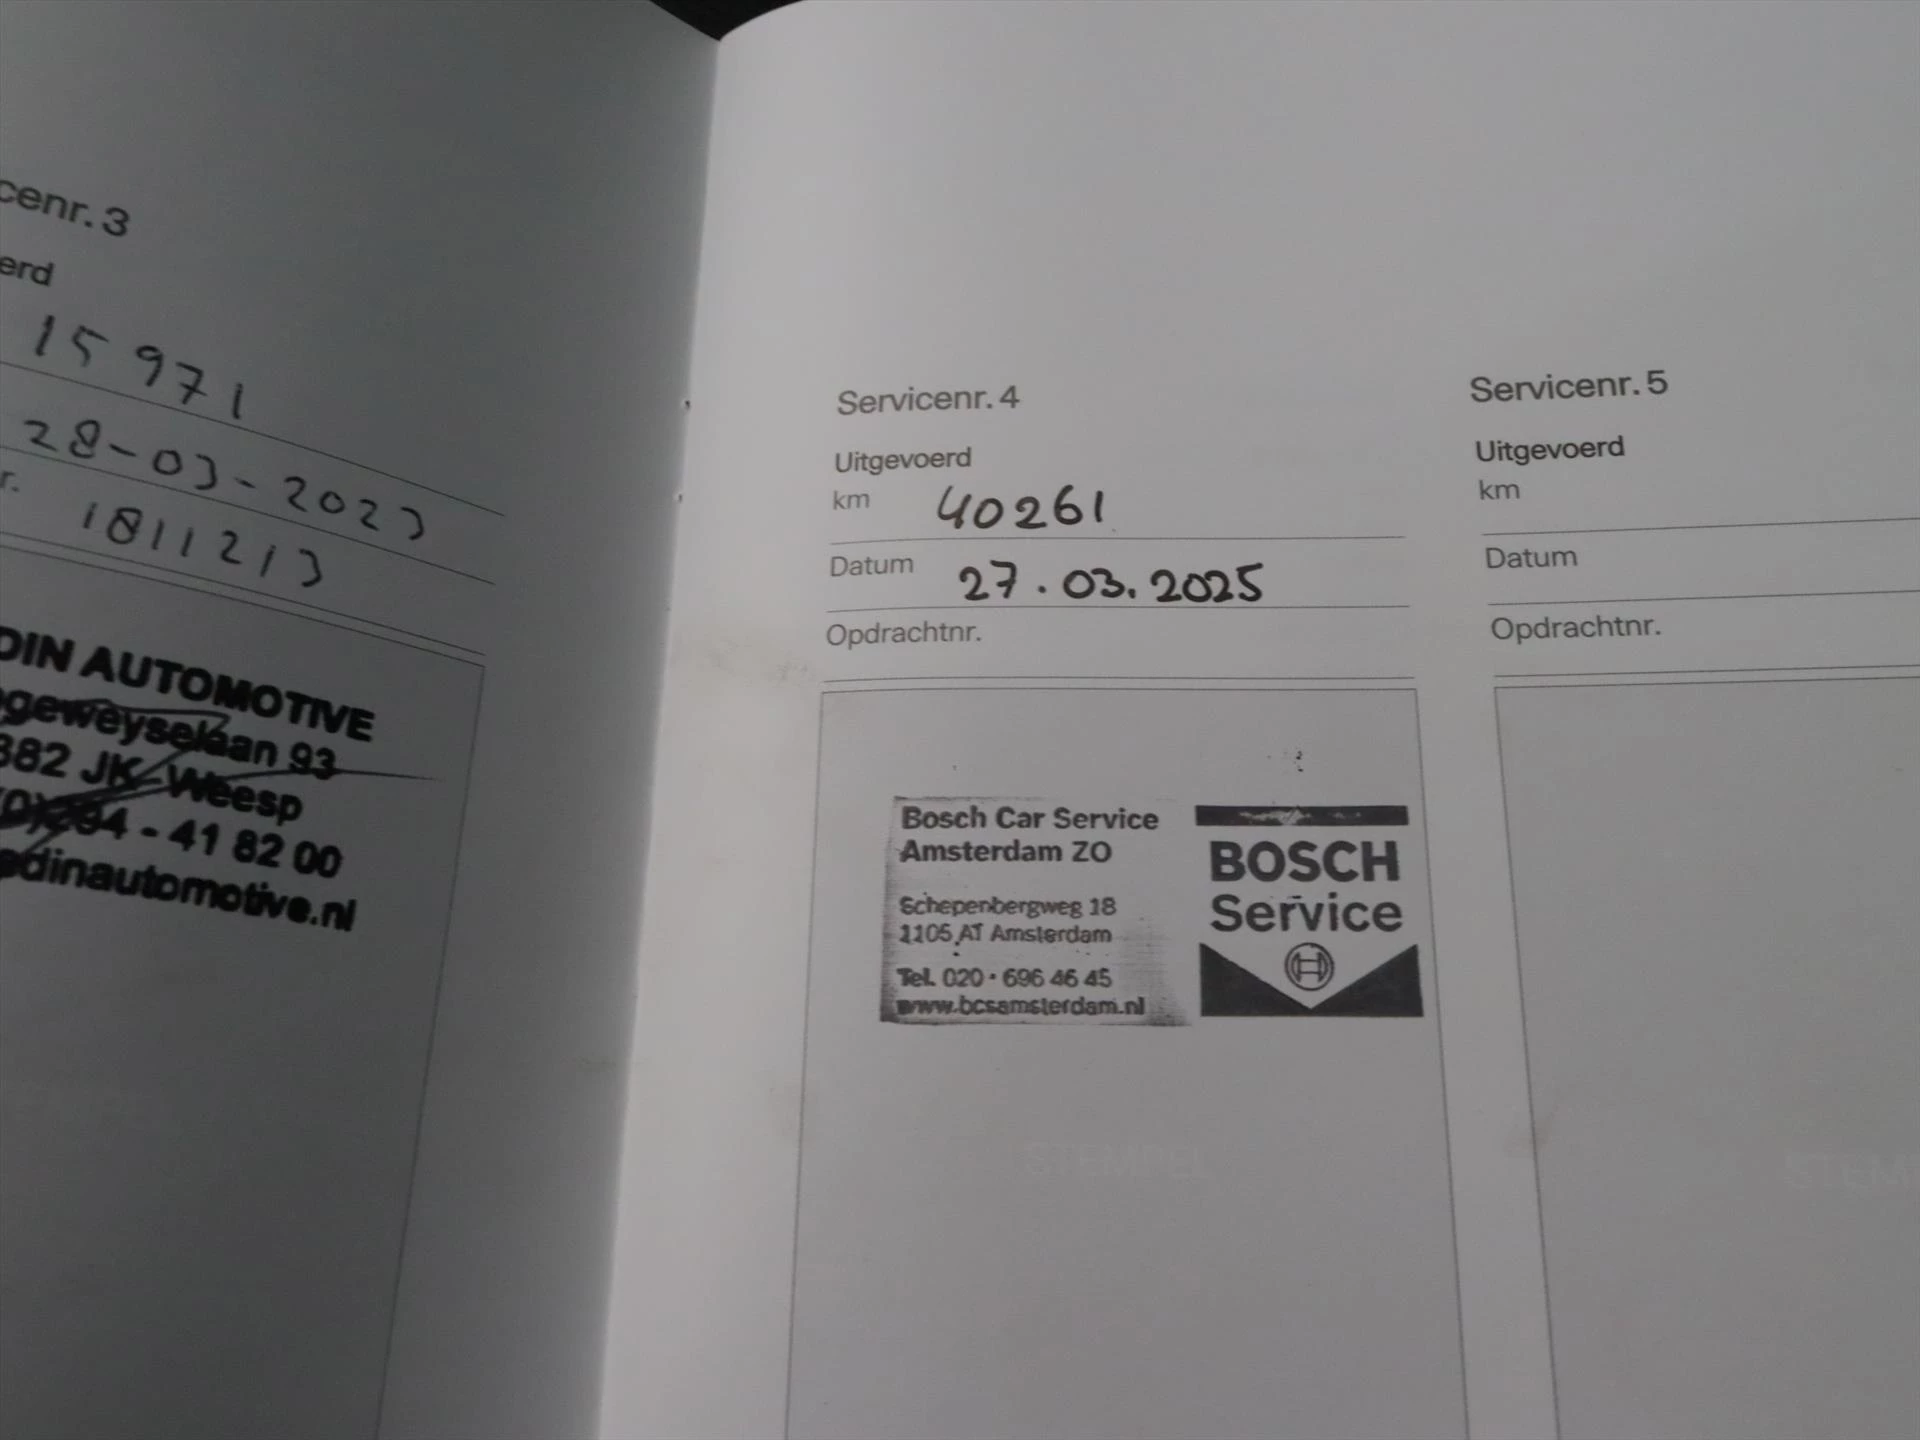 cenr. 3
erd
15971
28-03-2023
r. 1811213
DIN AUTOMOTIVE
geweyselaan 93
382 JK Weesp
(0)294 - 41 82 00
edinautomotive.nl
Servicenr. 4
Uitgevoerd
km 40261
Datum 27.03.2025
Opdrachtnr.
Bosch Car Service
Amsterdam ZO
Schepenbergweg 18
1105 AT Amsterdam
Tel. 020 · 696 46 45
www.bcsamsterdam.nl
BOSCH
Service
STEMPEL
Servicenr. 5
Uitgevoerd
km
Datum
Opdrachtnr.
STEM